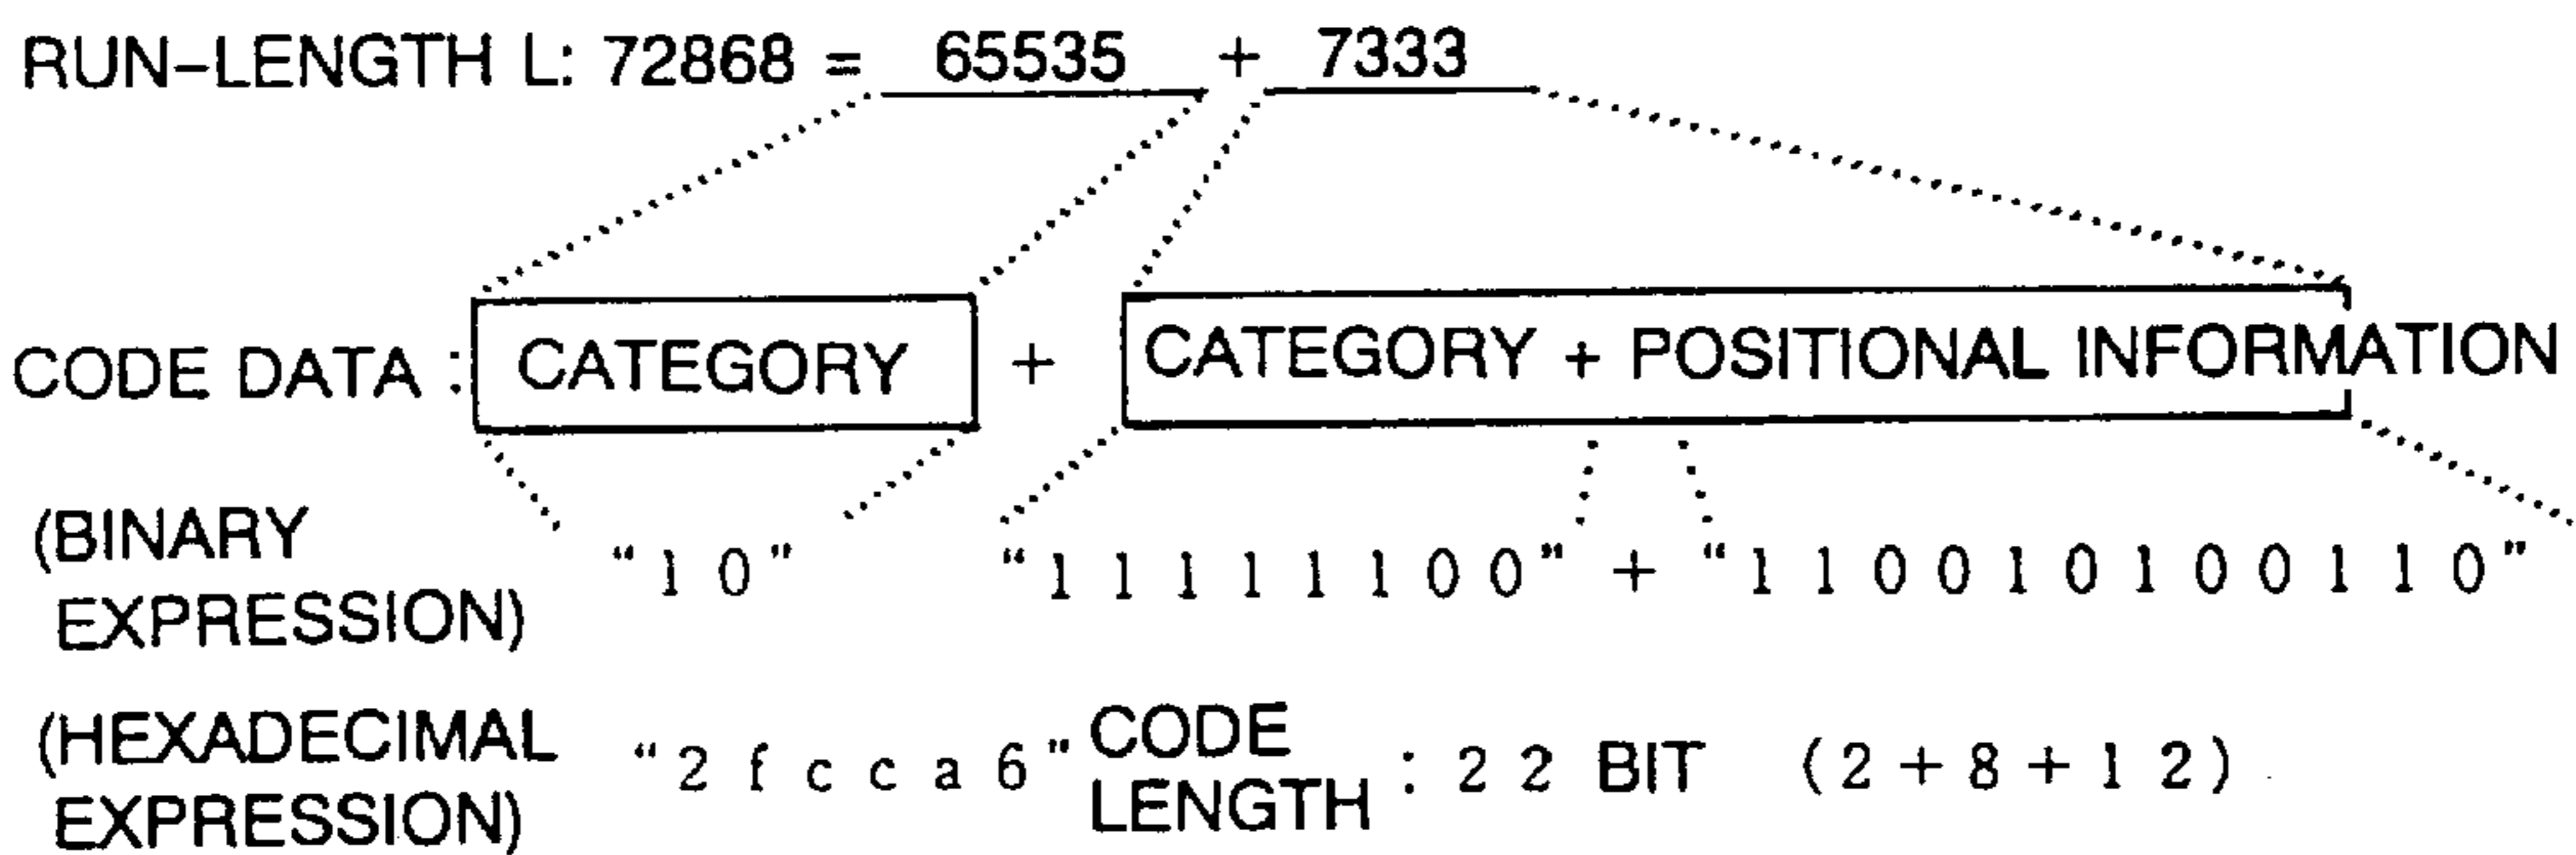 RUN-LENGTH L: 72868 = 65535 + 7333
CODE DATA : CATEGORY + CATEGORY + POSITIONAL INFORMATION
(BINARY EXPRESSION) "10" "11111100" + "110010100110"
(HEXADECIMAL EXPRESSION) "2fcca6" CODE LENGTH : 22 BIT (2+8+12)